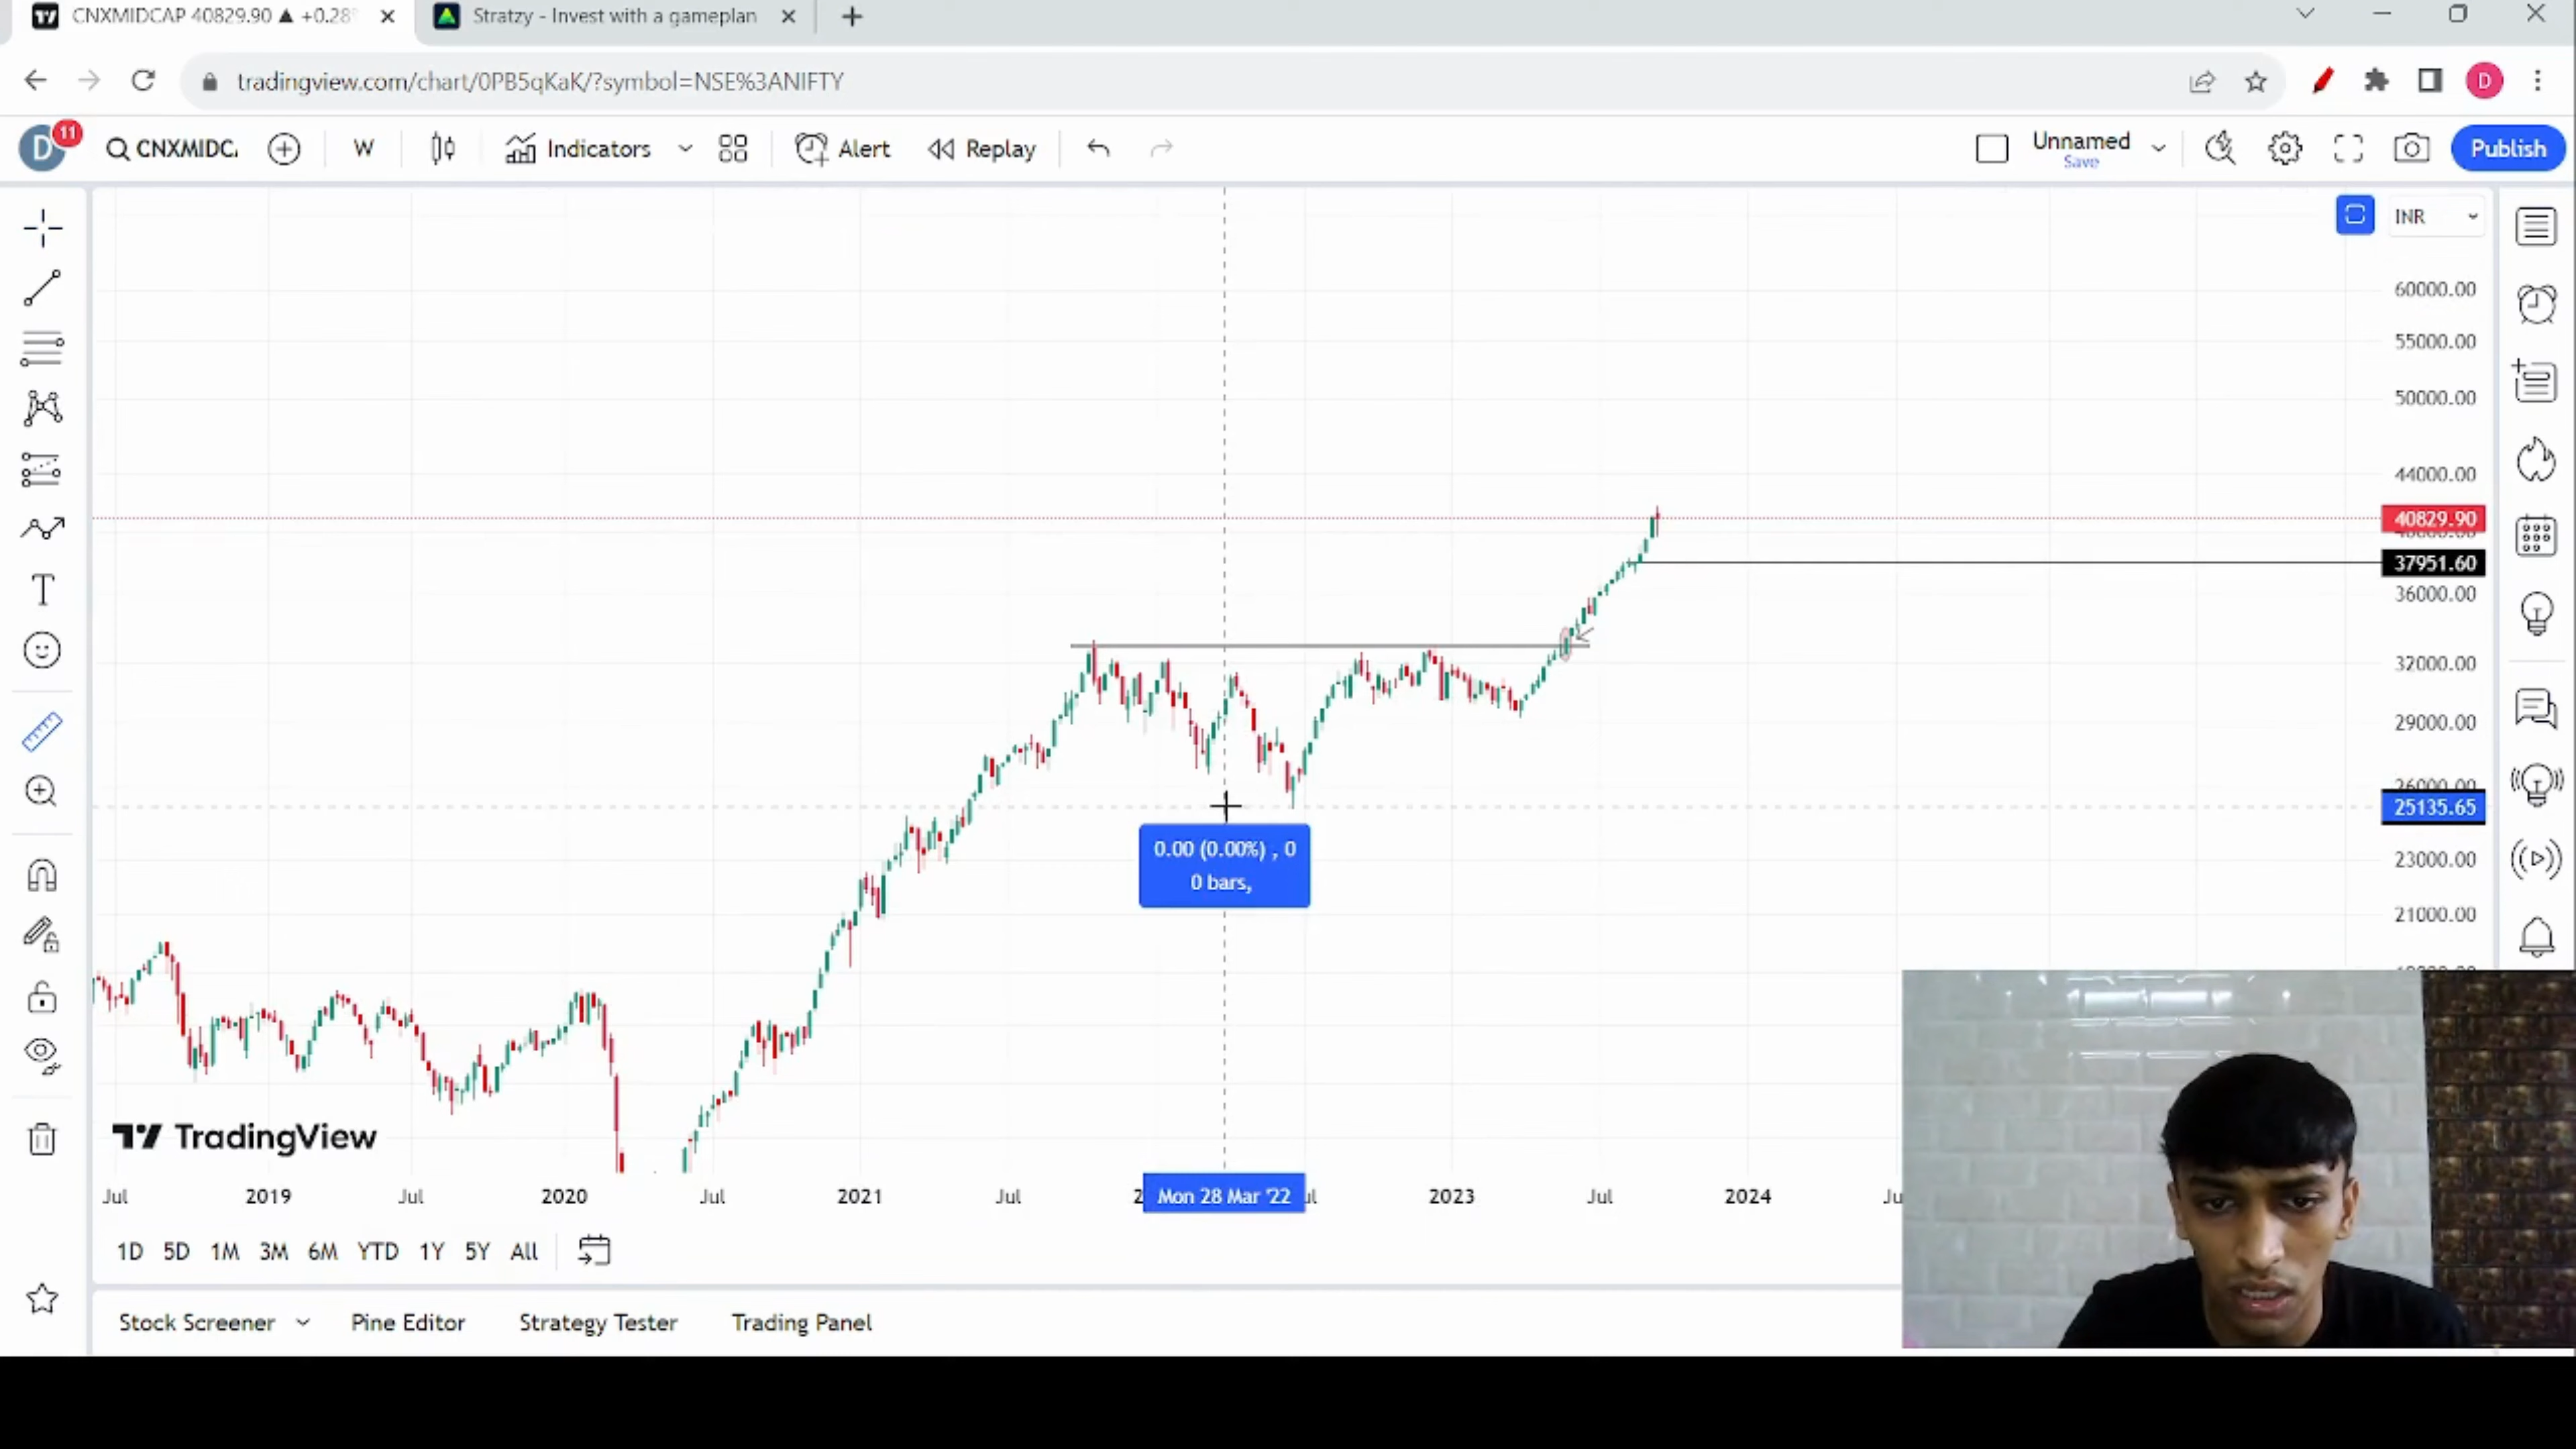 CNXMIDCAP 40829.90 ▲ +0.28
Stratzy - Invest with a gameplan
tradingview.com/chart/0PB5qKaK/?symbol=NSE%3ANIFTY
D
D
11
CNXMIDC
W
Indicators
Alert
Replay
Unnamed
Save
Publish
INR
60000.00
55000.00
50000.00
44000.00
40829.90
37951.60
36000.00
32000.00
29000.00
26000.00
25135.65
23000.00
21000.00
0.00 (0.00%) , 0
0 bars,
TradingView
Jul
2019
Jul
2020
Jul
2021
Jul
Mon 28 Mar '22
2023
Jul
2024
1D 5D 1M 3M 6M YTD 1Y 5Y All
Stock Screener
Pine Editor
Strategy Tester
Trading Panel